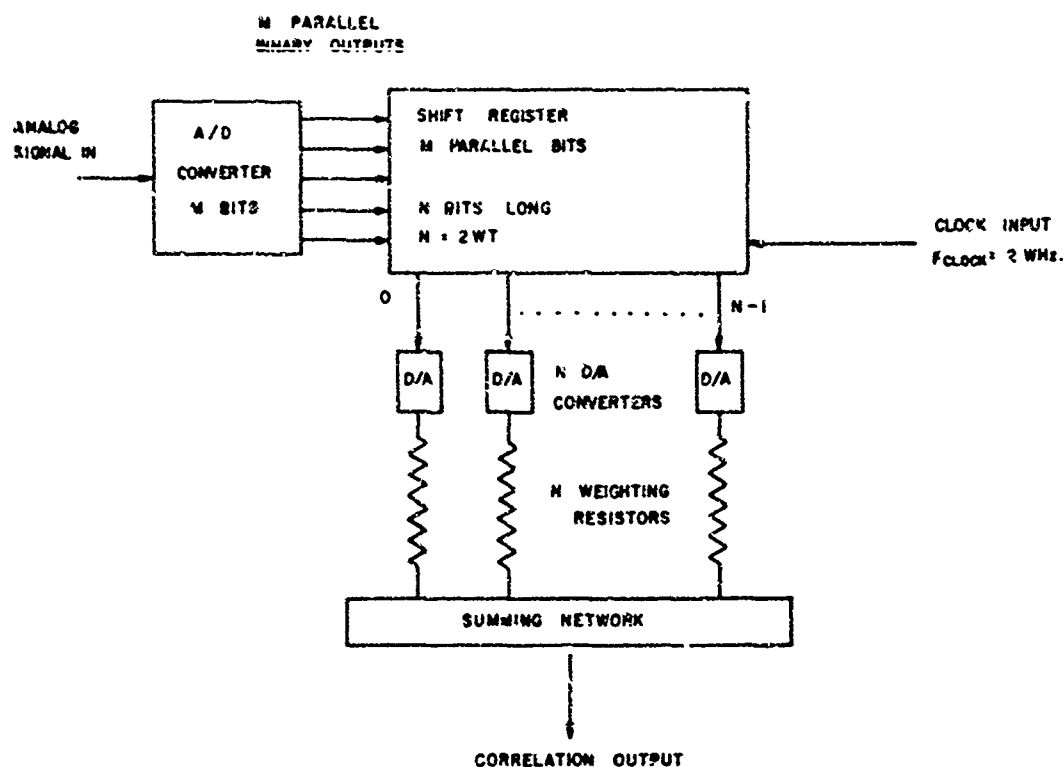 M PARALLEL
BINARY OUTPUTS
ANALOG
SIGNAL IN
A/D
CONVERTER
M BITS
SHIFT REGISTER
M PARALLEL BITS
N BITS LONG
N = 2WT
CLOCK INPUT
FCLOCK = 2 WHz.
0
N-1
D/A
D/A
N D/A
CONVERTERS
D/A
N WEIGHTING
RESISTORS
SUMMING NETWORK
CORRELATION OUTPUT